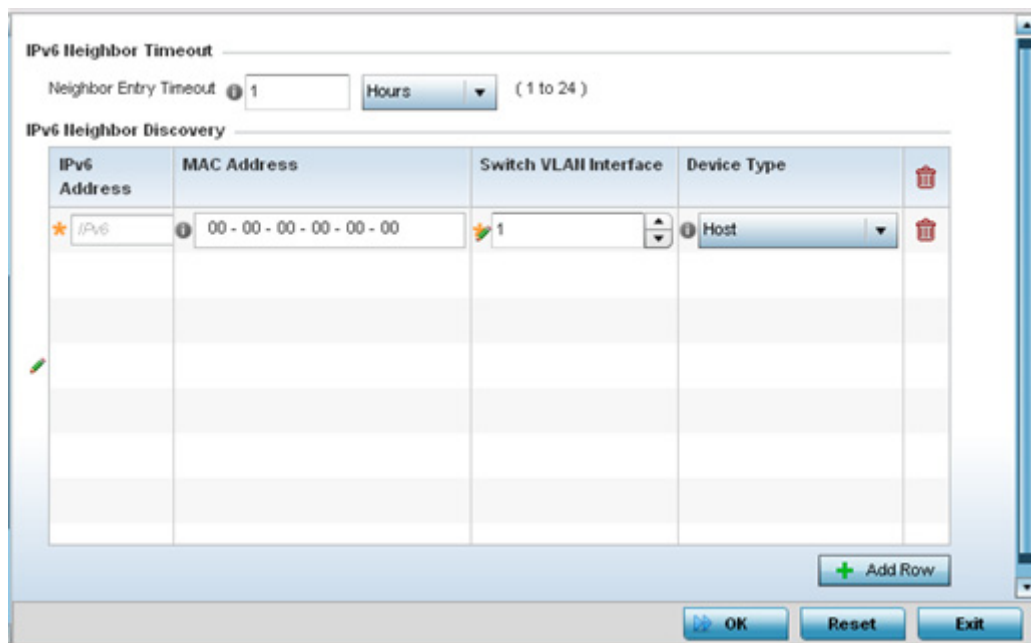 IPv6 Neighbor Timeout
Neighbor Entry Timeout 1 Hours ( 1 to 24 )
IPv6 Neighbor Discovery
IPv6 Address MAC Address Switch VLAN Interface Device Type
IPv6 00 - 00 - 00 - 00 - 00 - 00 1 Host
Add Row
OK Reset Exit